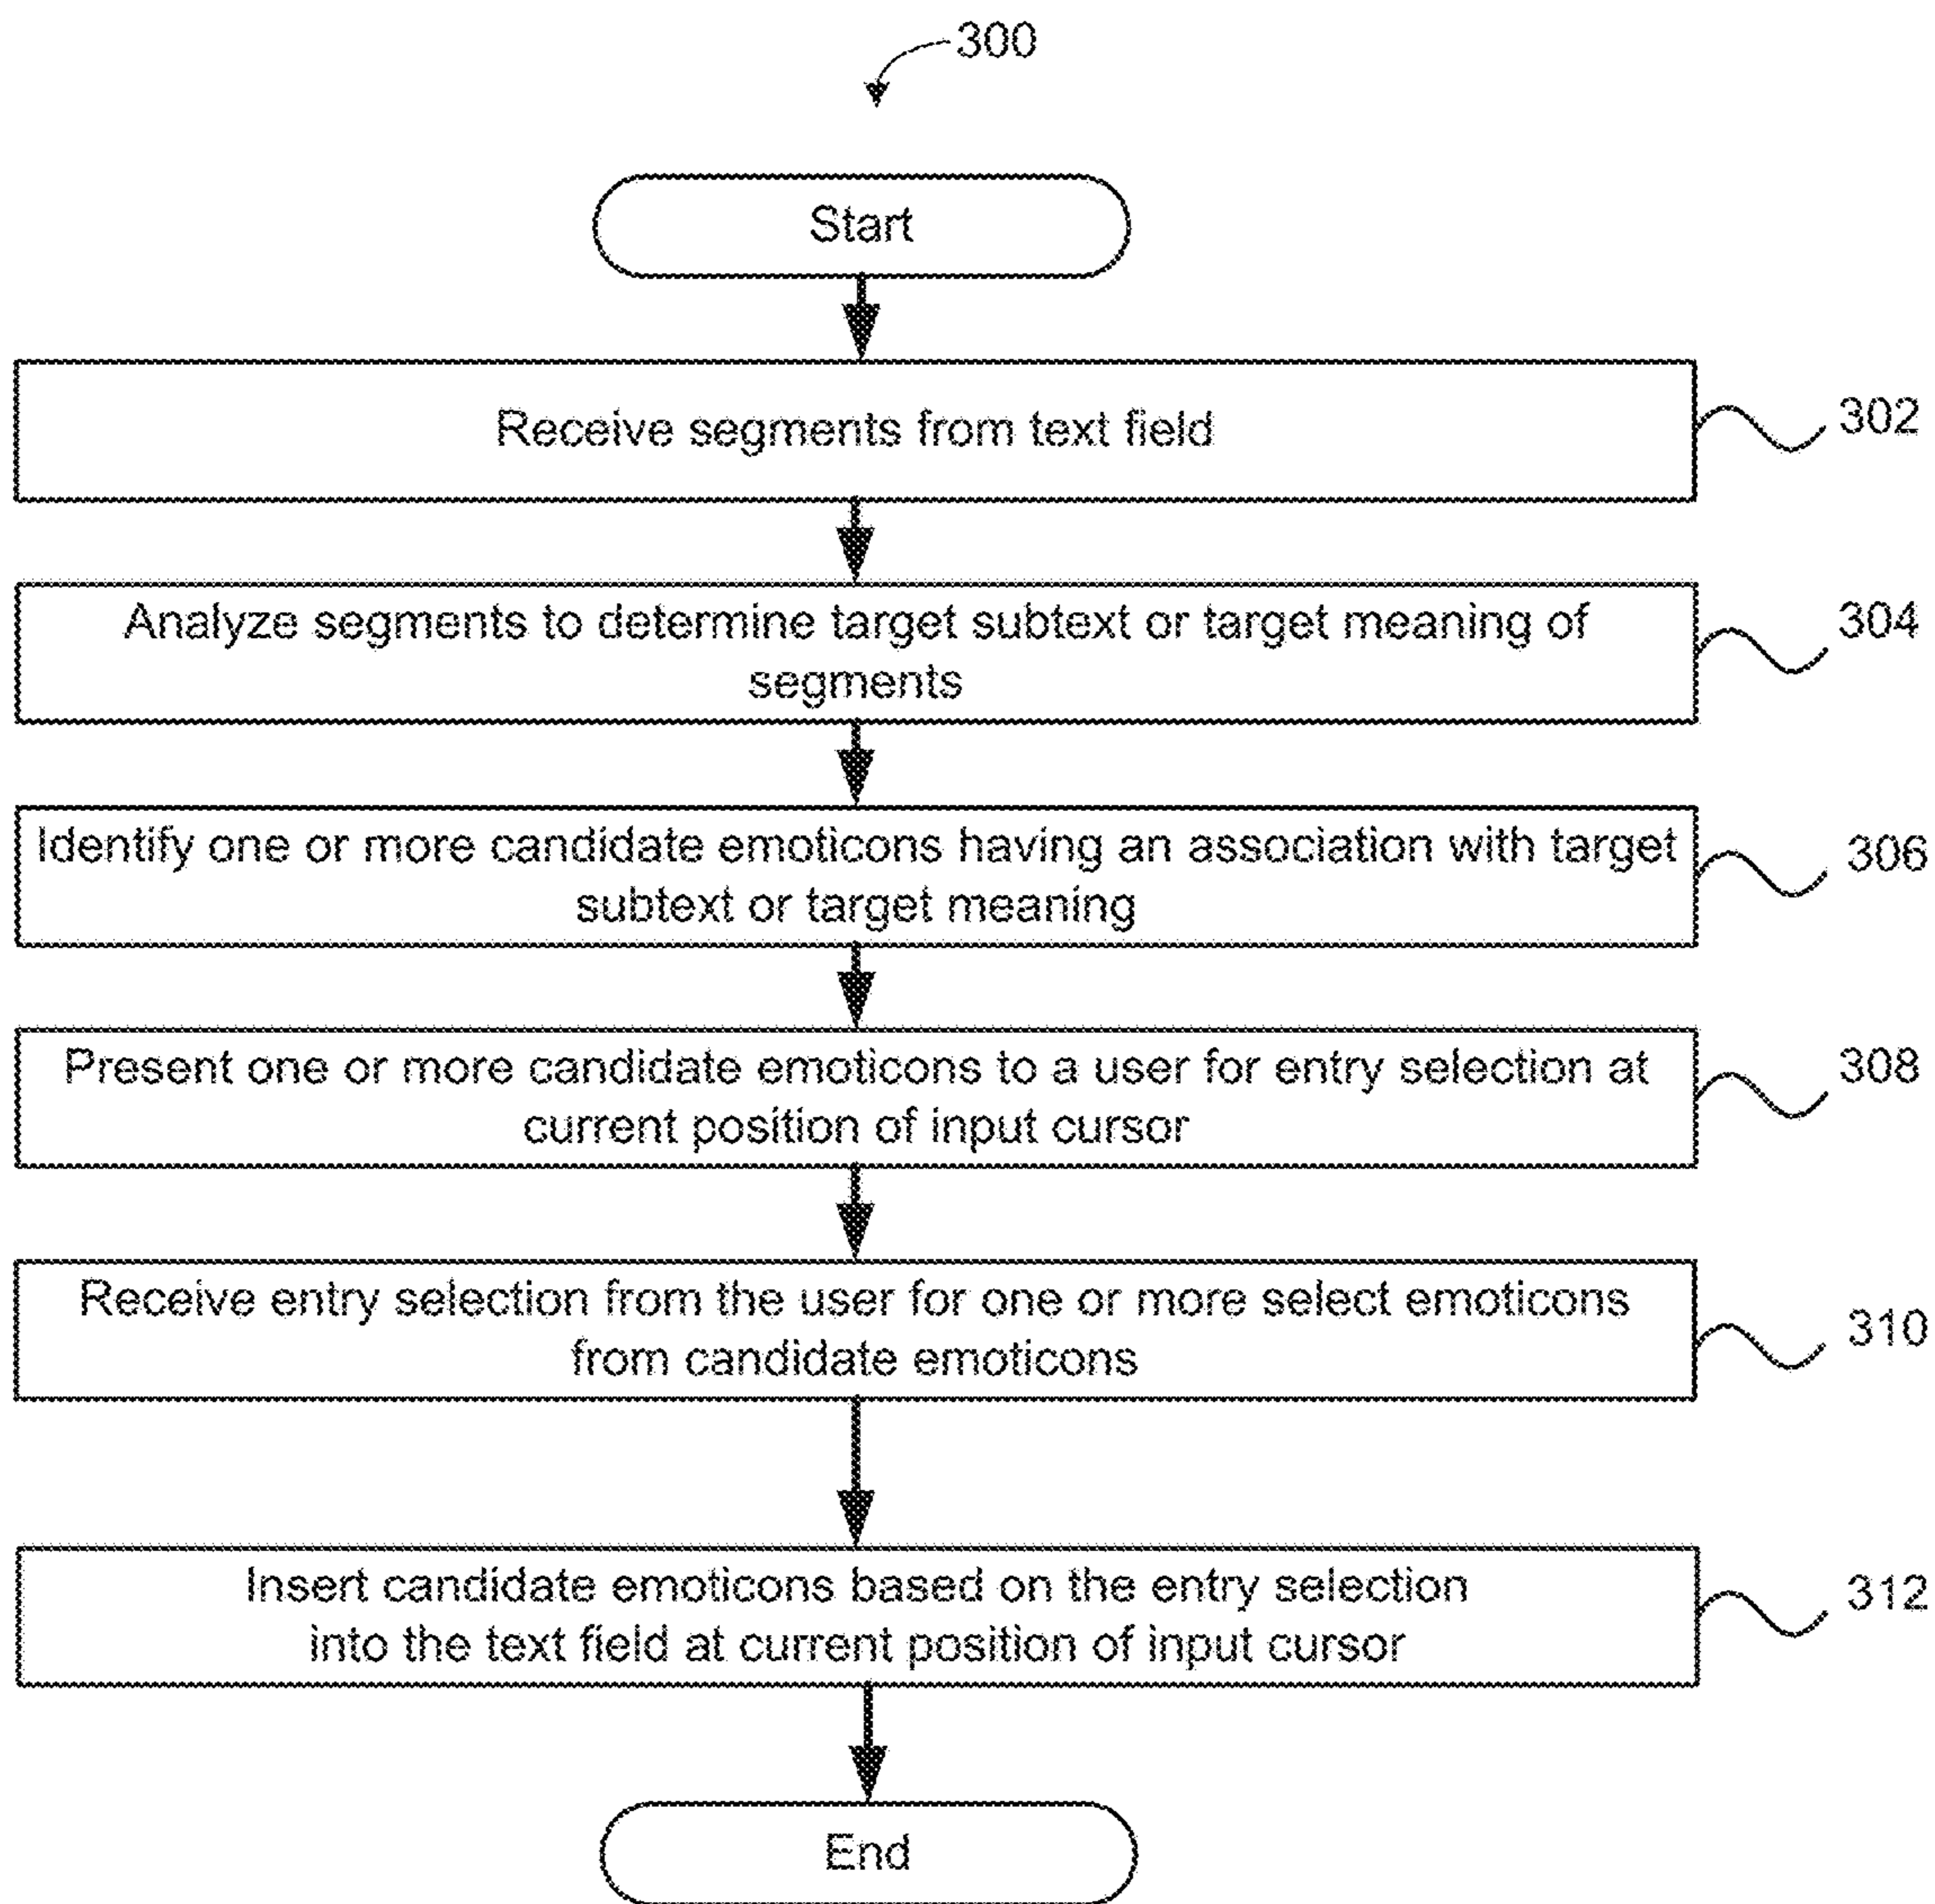 300
Start
Receive segments from text field
302
Analyze segments to determine target subtext or target meaning of
segments
304
Identify one or more candidate emoticons having an association with target
subtext or target meaning
306
Present one or more candidate emoticons to a user for entry selection at
current position of input cursor
308
Receive entry selection from the user for one or more select emoticons
from candidate emoticons
310
Insert candidate emoticons based on the entry selection
into the text field at current position of input cursor
312
End